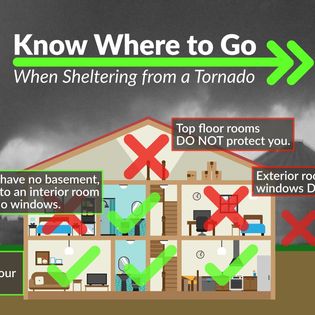 Know Where to Go
When Sheltering from a Tornado
Top floor rooms
DO NOT protect you.
have no basement,
to an interior room
windows.
Exterior
windows
our